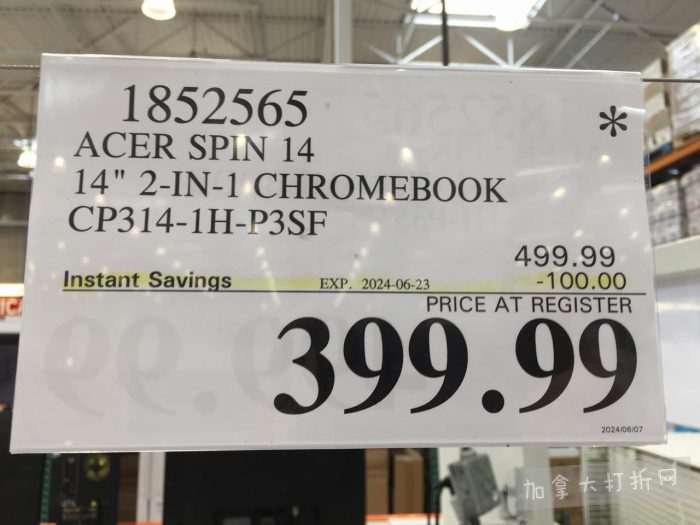 1852565
*
ACER SPIN 14
14" 2-IN-1 CHROMEBOOK
CP314-1H-P3SF
499.99
Instant Savings EXP. 2024-06-23 -100.00
PRICE AT REGISTER
399.99
2024/06/07
加拿大打折网